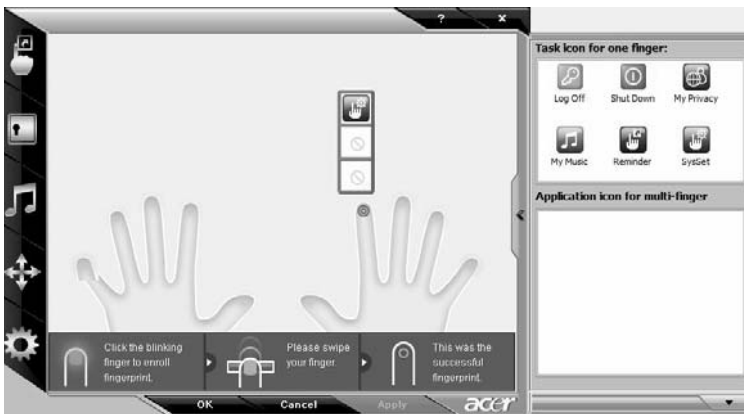 ? x
Task icon for one finger:
Log Off Shut Down My Privacy
My Music Reminder SysSet
Application icon for multi-finger
Click the blinking
finger to enroll
fingerprint.
Please swipe
your finger.
This was the
successful
fingerprint.
OK Cancel Apply acer